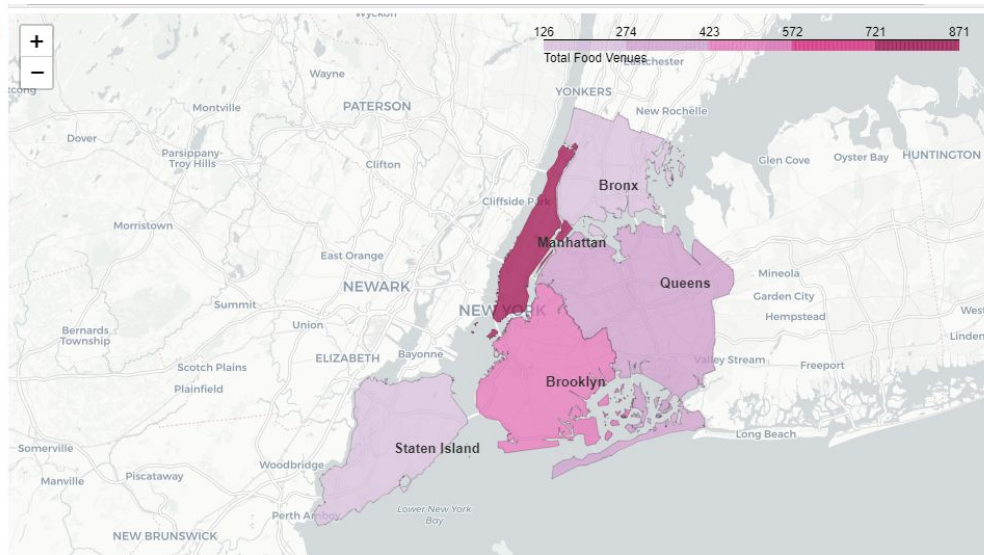 +
−
126 274 423 572 721 871
Total Food Venues
Eastchester
YONKERS
New Rochelle
Wayne
PATERSON
Montville
Dover
Parsippany-
Troy Hills
Clifton
Glen Cove
Oyster Bay
HUNTINGTON
Bronx
Cliffside Park
Morristown
Manhattan
East Orange
NEWARK
Queens
Mineola
Garden City
Hempstead
Summit
Union
NEW YORK
Bernards
Township
ELIZABETH
Bayonne
Scotch Plains
Plainfield
Valley Stream
Freeport
Brooklyn
Long Beach
Staten Island
Somerville
Manville
Woodbridge
Piscataway
Perth Amboy
Lower New York
Bay
NEW BRUNSWICK